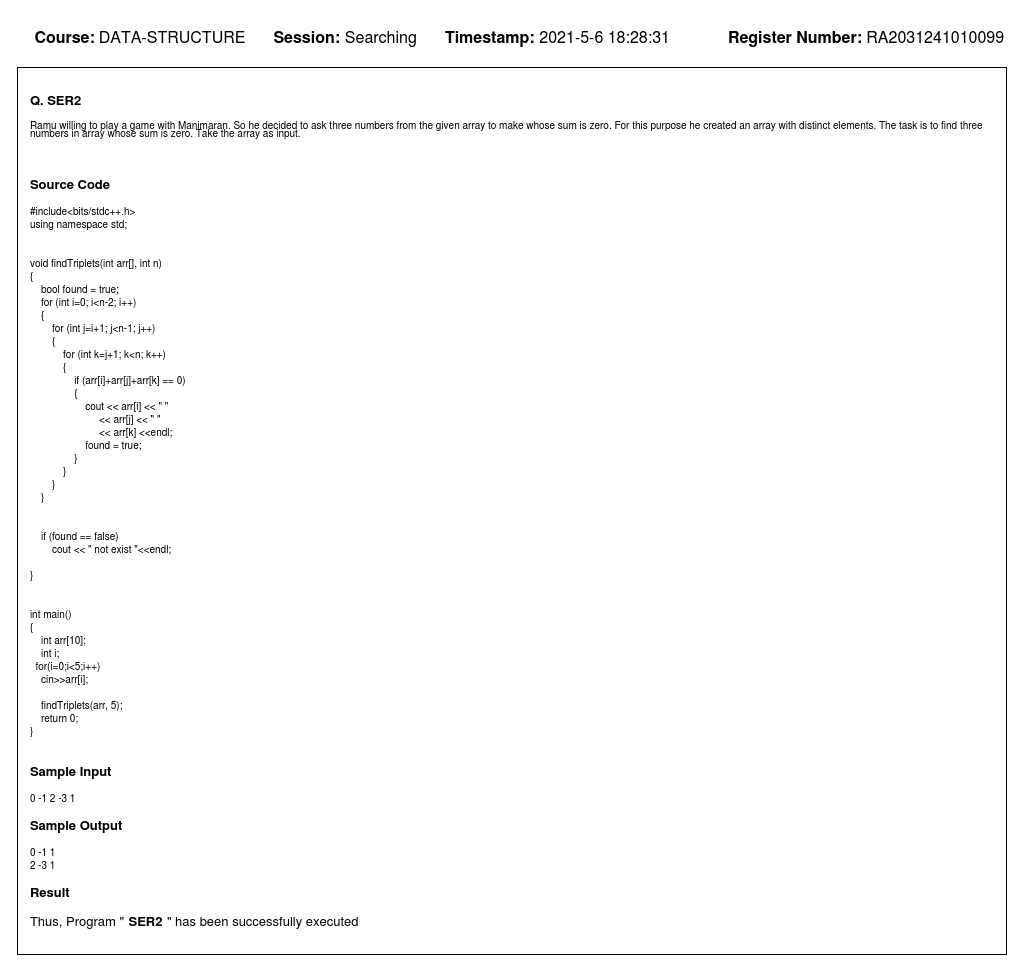 Course: DATA-STRUCTURE Session: Searching Timestamp: 2021-5-6 18:28:31 Register Number: RA2031241010099
Q. SER2
Ramu willing to play a game with Manimaran. So he decided to ask three numbers from the given array to make whose sum is zero. For this purpose he created an array with distinct elements. The task is to find three
numbers in array whose sum is zero. Take the array as input.
Source Code
#include<bits/stdc++.h>
using namespace std;
void findTriplets(int arr[], int n)
{
    bool found = true;
    for (int i=0; i<n-2; i++)
    {
        for (int j=i+1; j<n-1; j++)
        {
            for (int k=j+1; k<n; k++)
            {
                if (arr[i]+arr[j]+arr[k] == 0)
                {
                    cout << arr[i] << " "
                         << arr[j] << " "
                         << arr[k] <<endl;
                    found = true;
                }
            }
        }
    }
    if (found == false)
        cout << " not exist "<<endl;
}
int main()
{
    int arr[10];
    int i;
  for(i=0;i<5;i++)
    cin>>arr[i];
    findTriplets(arr, 5);
    return 0;
}
Sample Input
0 -1 2 -3 1
Sample Output
0 -1 1
2 -3 1
Result
Thus, Program " SER2 " has been successfully executed